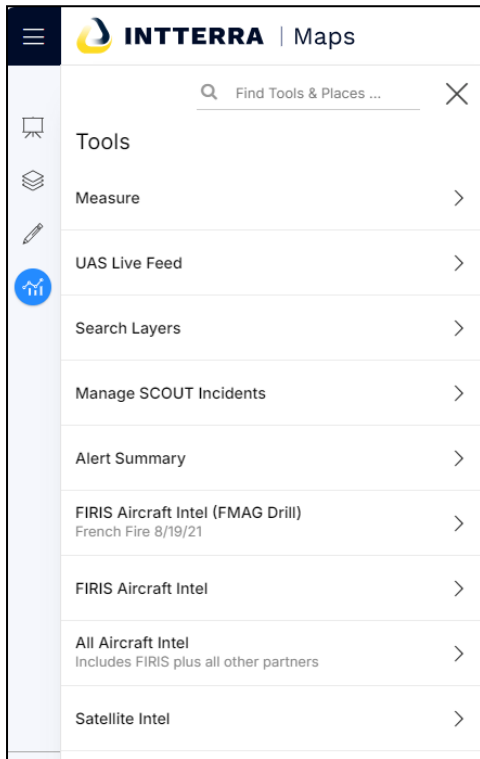 INTTERRA | Maps
Find Tools & Places ...
Tools
Measure
UAS Live Feed
Search Layers
Manage SCOUT Incidents
Alert Summary
FIRIS Aircraft Intel (FMAG Drill)
French Fire 8/19/21
FIRIS Aircraft Intel
All Aircraft Intel
Includes FIRIS plus all other partners
Satellite Intel